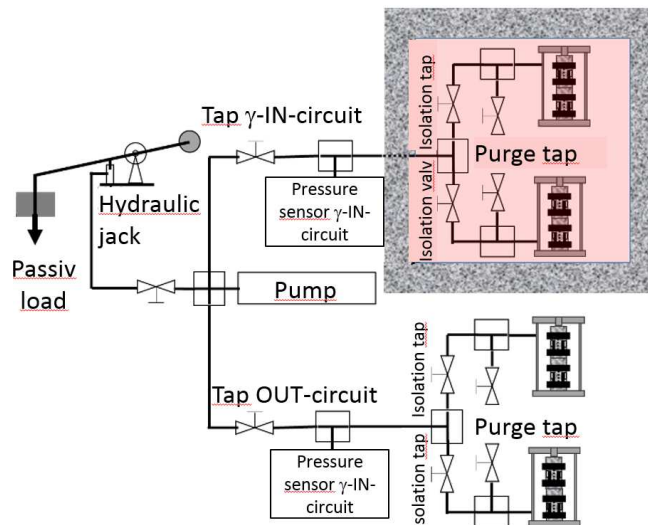 Tap γ-IN-circuit
Isolation tap
Purge tap
Isolation valv
Pressure
sensor γ-IN-
circuit
Hydraulic
jack
Passiv
load
Pump
Tap OUT-circuit
Isolation tap
Purge tap
solation tap
Pressure
sensor γ-IN-
circuit